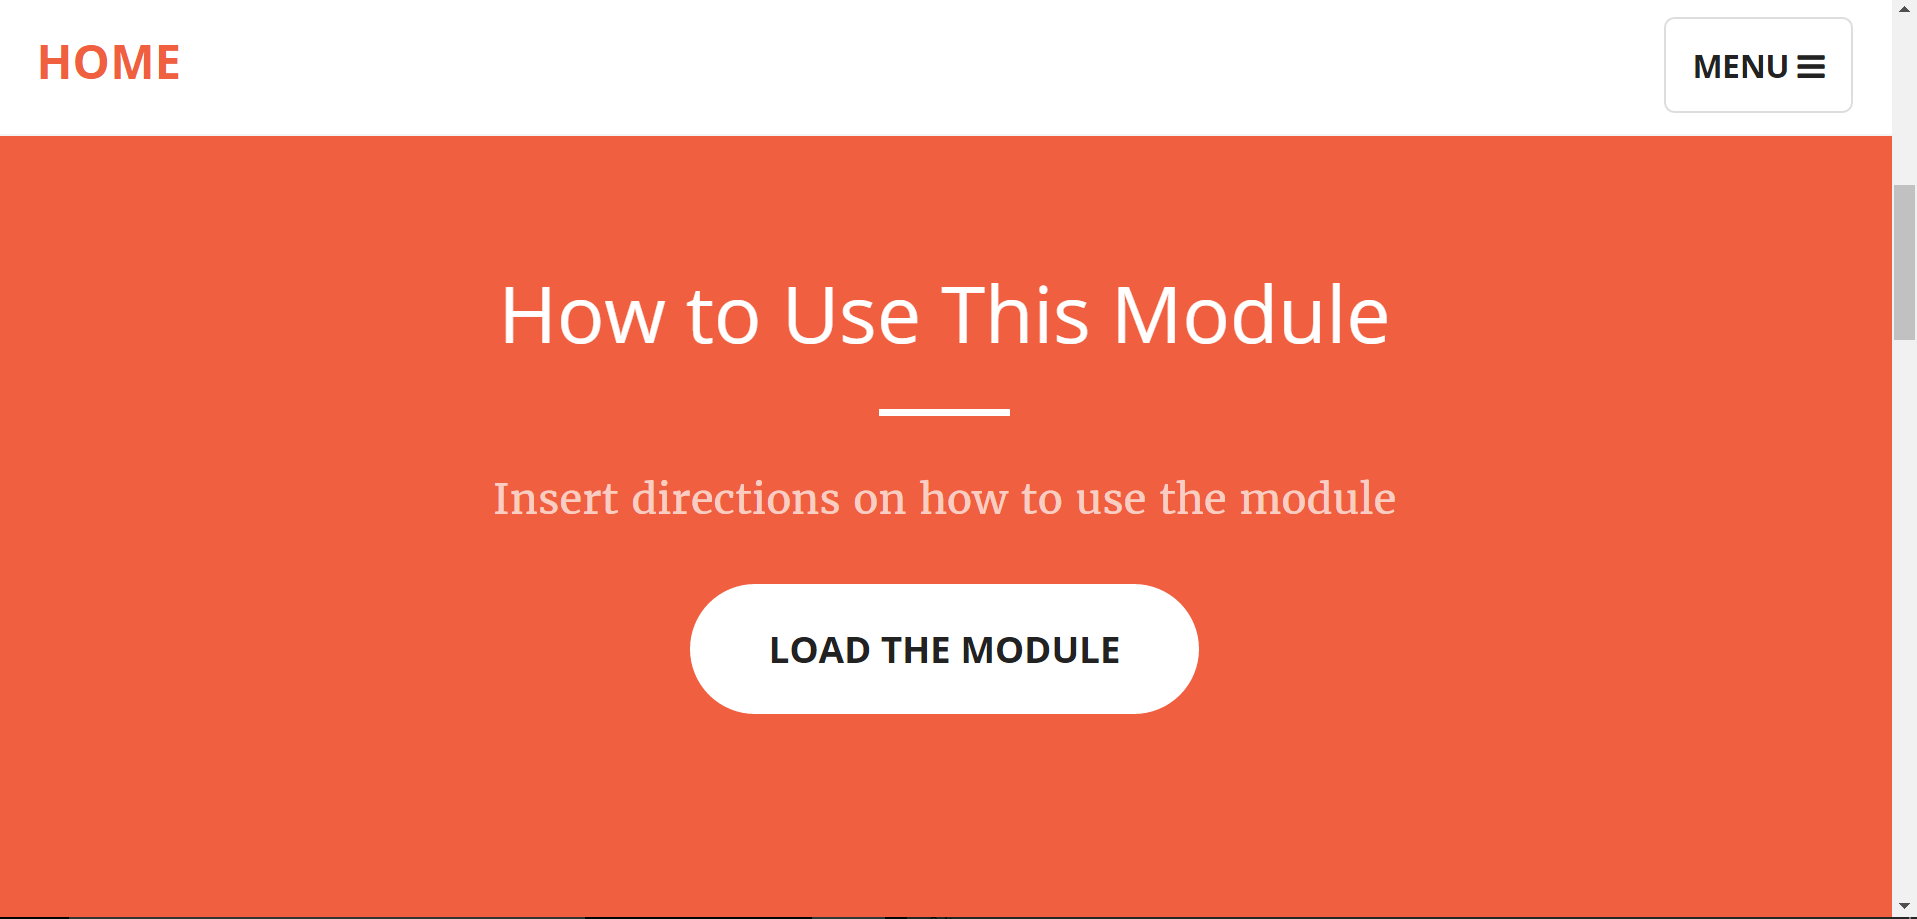 HOME
MENU
How to Use This Module
Insert directions on how to use the module
LOAD THE MODULE